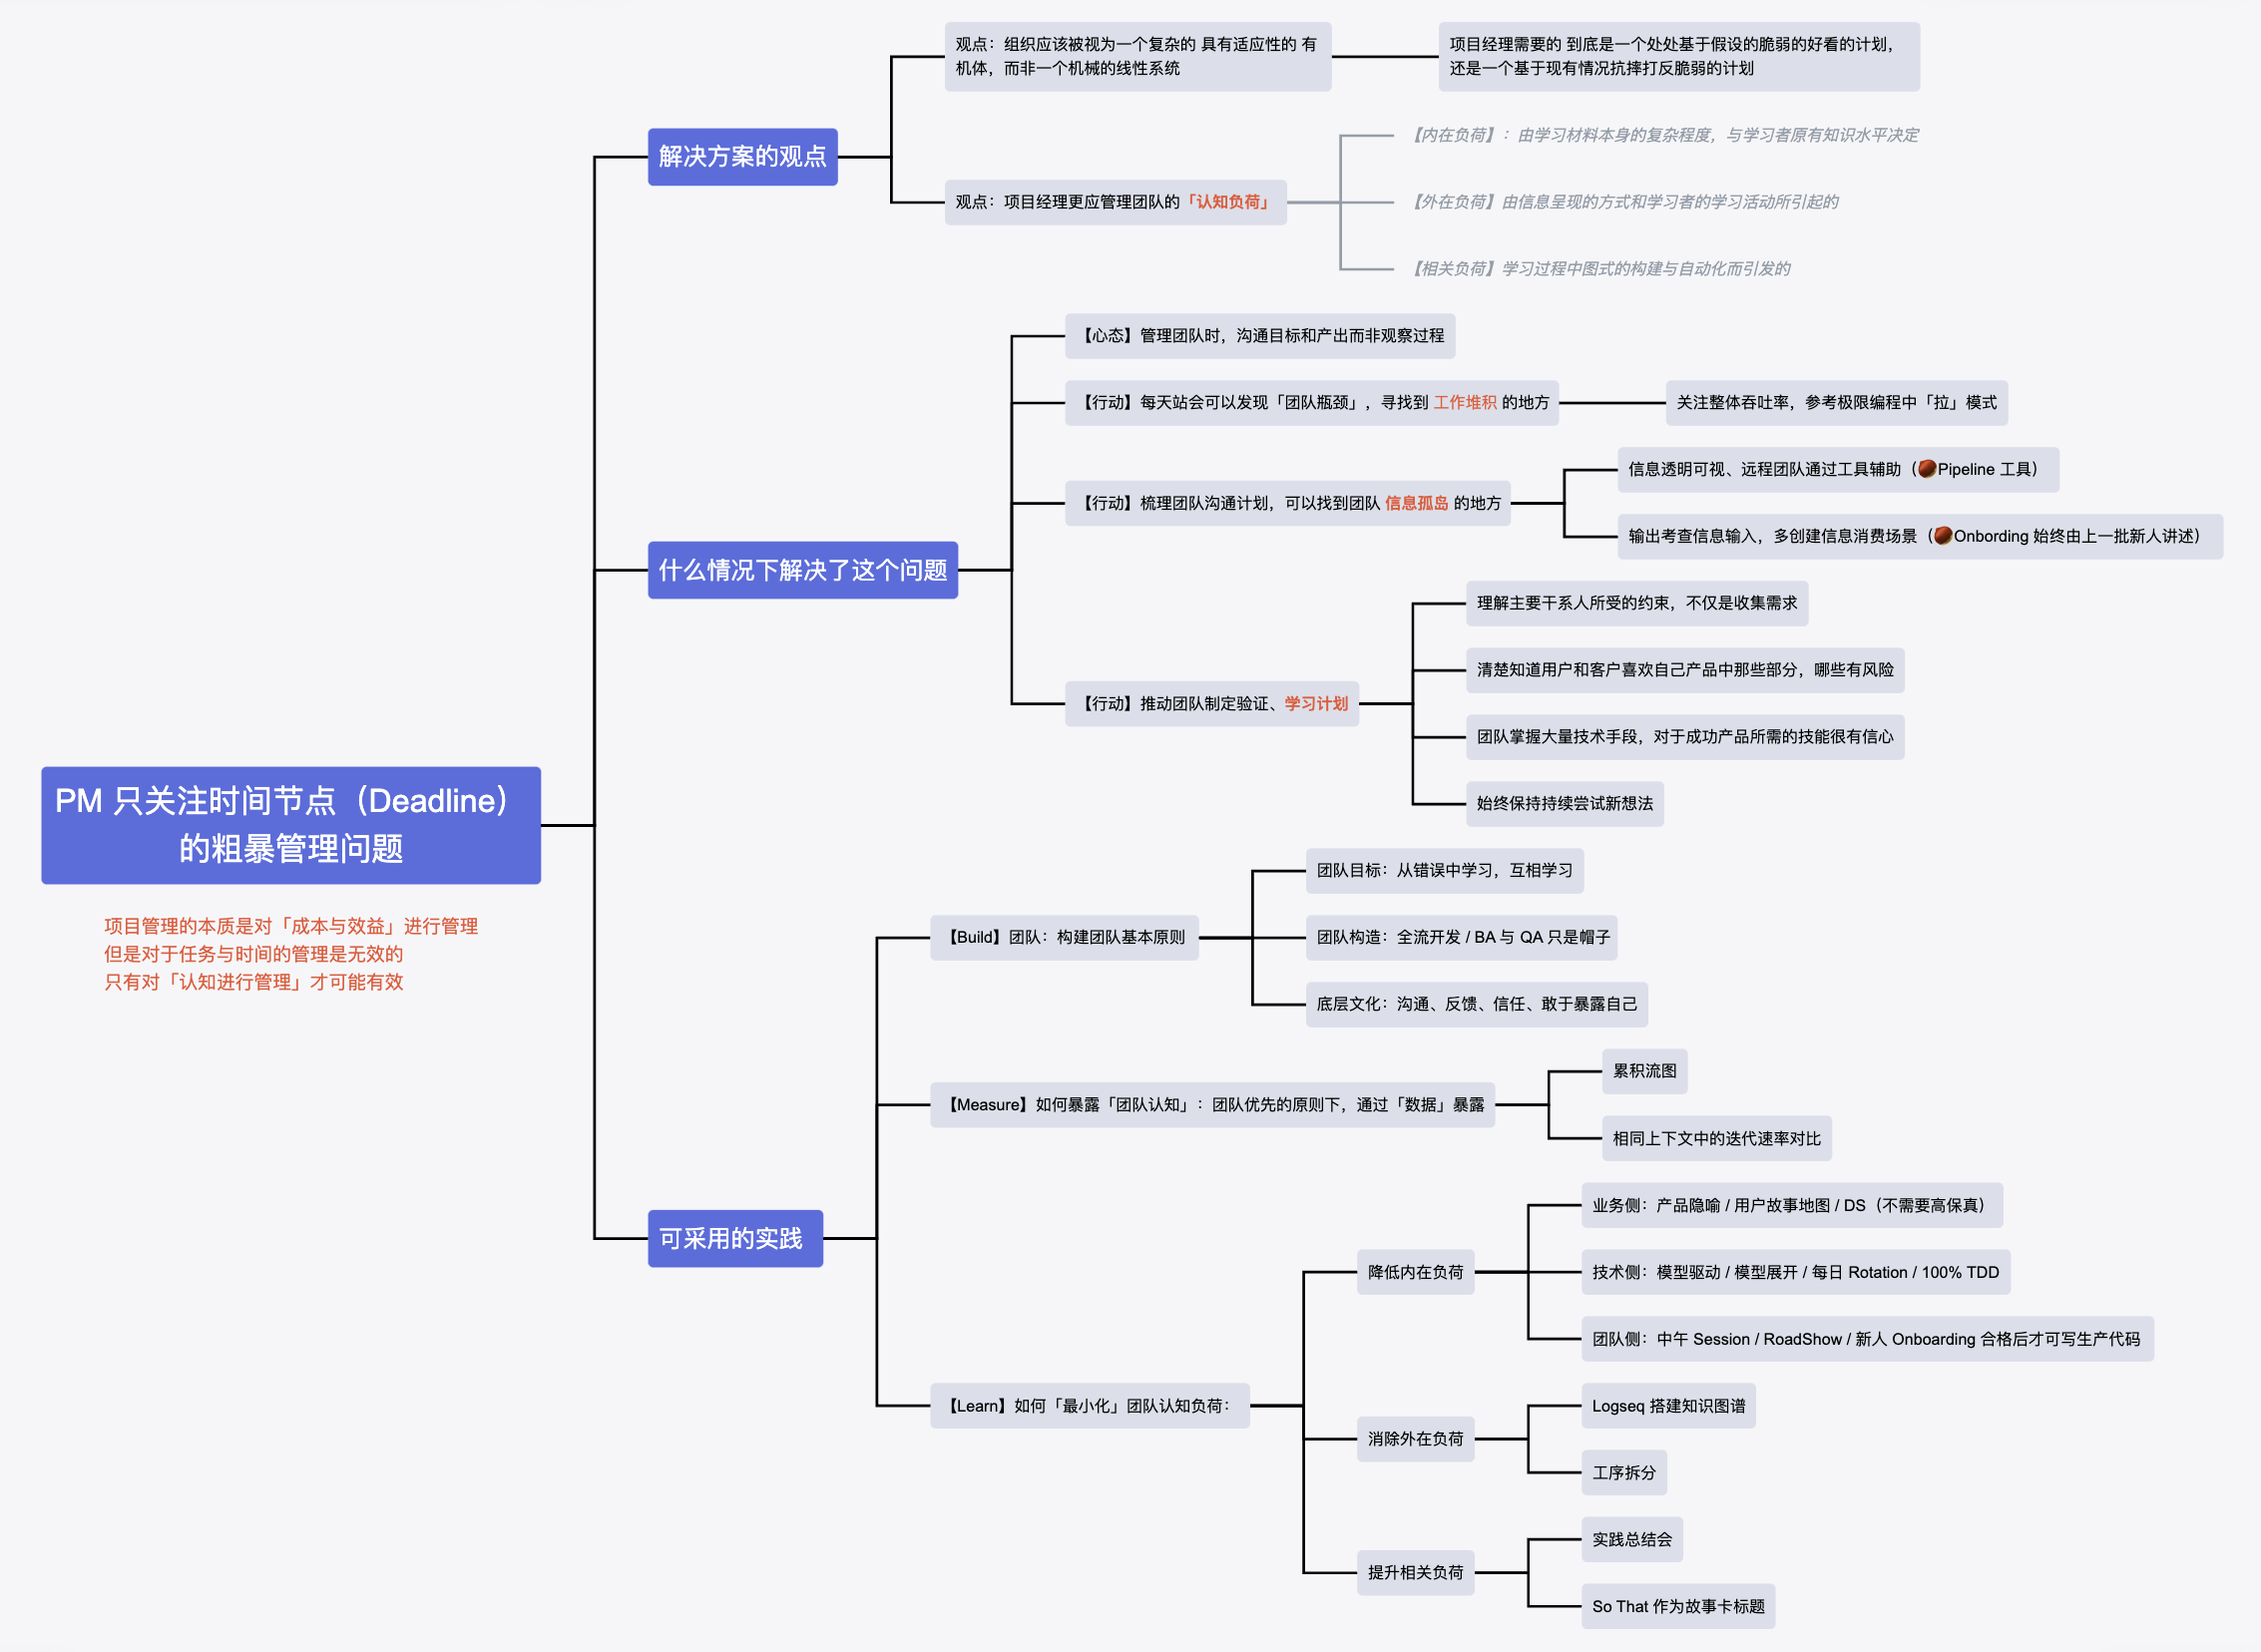 PM 只关注时间节点（Deadline）
的粗暴管理问题
项目管理的本质是对「成本与效益」进行管理
但是对于任务与时间的管理是无效的
只有对「认知进行管理」才可能有效
解决方案的观点
观点：组织应该被视为一个复杂的 具有适应性的 有
机体，而非一个机械的线性系统
项目经理需要的 到底是一个处处基于假设的脆弱的好看的计划，
还是一个基于现有情况抗摔打反脆弱的计划
观点：项目经理更应管理团队的「认知负荷」
【内在负荷】：由学习材料本身的复杂程度，与学习者原有知识水平决定
【外在负荷】由信息呈现的方式和学习者的学习活动所引起的
【相关负荷】学习过程中图式的构建与自动化而引发的
什么情况下解决了这个问题
【心态】管理团队时，沟通目标和产出而非观察过程
【行动】每天站会可以发现「团队瓶颈」，寻找到 工作堆积 的地方
关注整体吞吐率，参考极限编程中「拉」模式
【行动】梳理团队沟通计划，可以找到团队 信息孤岛 的地方
信息透明可视、远程团队通过工具辅助（🌰Pipeline 工具）
输出考查信息输入，多创建信息消费场景（🌰Onbording 始终由上一批新人讲述）
【行动】推动团队制定验证、学习计划
理解主要干系人所受的约束，不仅是收集需求
清楚知道用户和客户喜欢自己产品中那些部分，哪些有风险
团队掌握大量技术手段，对于成功产品所需的技能很有信心
始终保持持续尝试新想法
可采用的实践
【Build】团队：构建团队基本原则
团队目标：从错误中学习，互相学习
团队构造：全流开发 / BA 与 QA 只是帽子
底层文化：沟通、反馈、信任、敢于暴露自己
【Measure】如何暴露「团队认知」：团队优先的原则下，通过「数据」暴露
累积流图
相同上下文中的迭代速率对比
【Learn】如何「最小化」团队认知负荷：
降低内在负荷
业务侧：产品隐喻 / 用户故事地图 / DS（不需要高保真）
技术侧：模型驱动 / 模型展开 / 每日 Rotation / 100% TDD
团队侧：中午 Session / RoadShow / 新人 Onboarding 合格后才可写生产代码
消除外在负荷
Logseq 搭建知识图谱
工序拆分
提升相关负荷
实践总结会
So That 作为故事卡标题